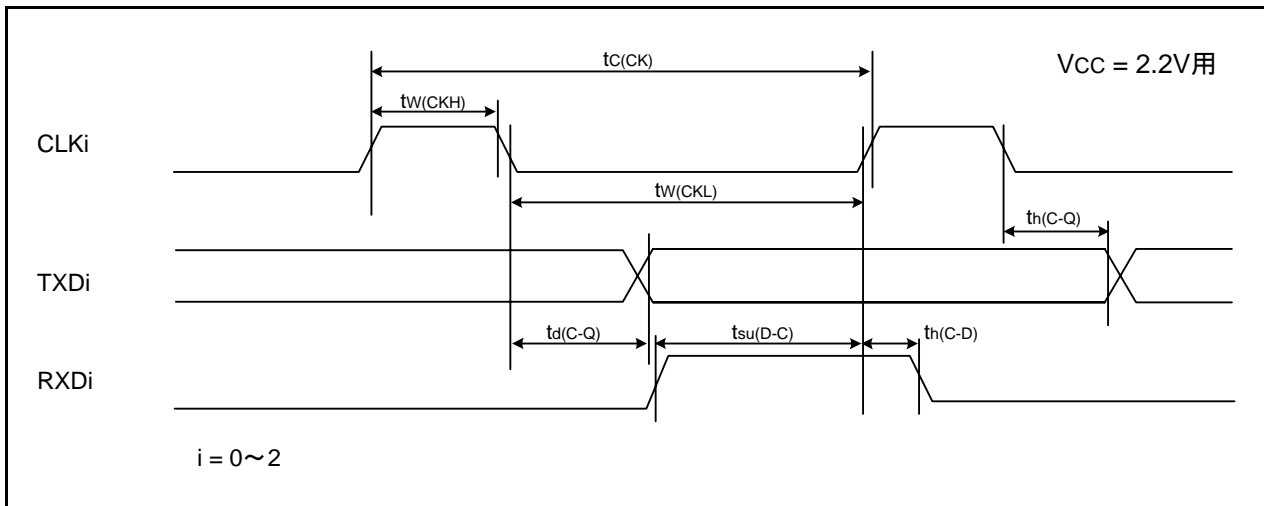 tC(CK)
VCC = 2.2V用
tW(CKH)
CLKi
tW(CKL)
th(C-Q)
TXDi
td(C-Q)
tsu(D-C)
th(C-D)
RXDi
i = 0～2